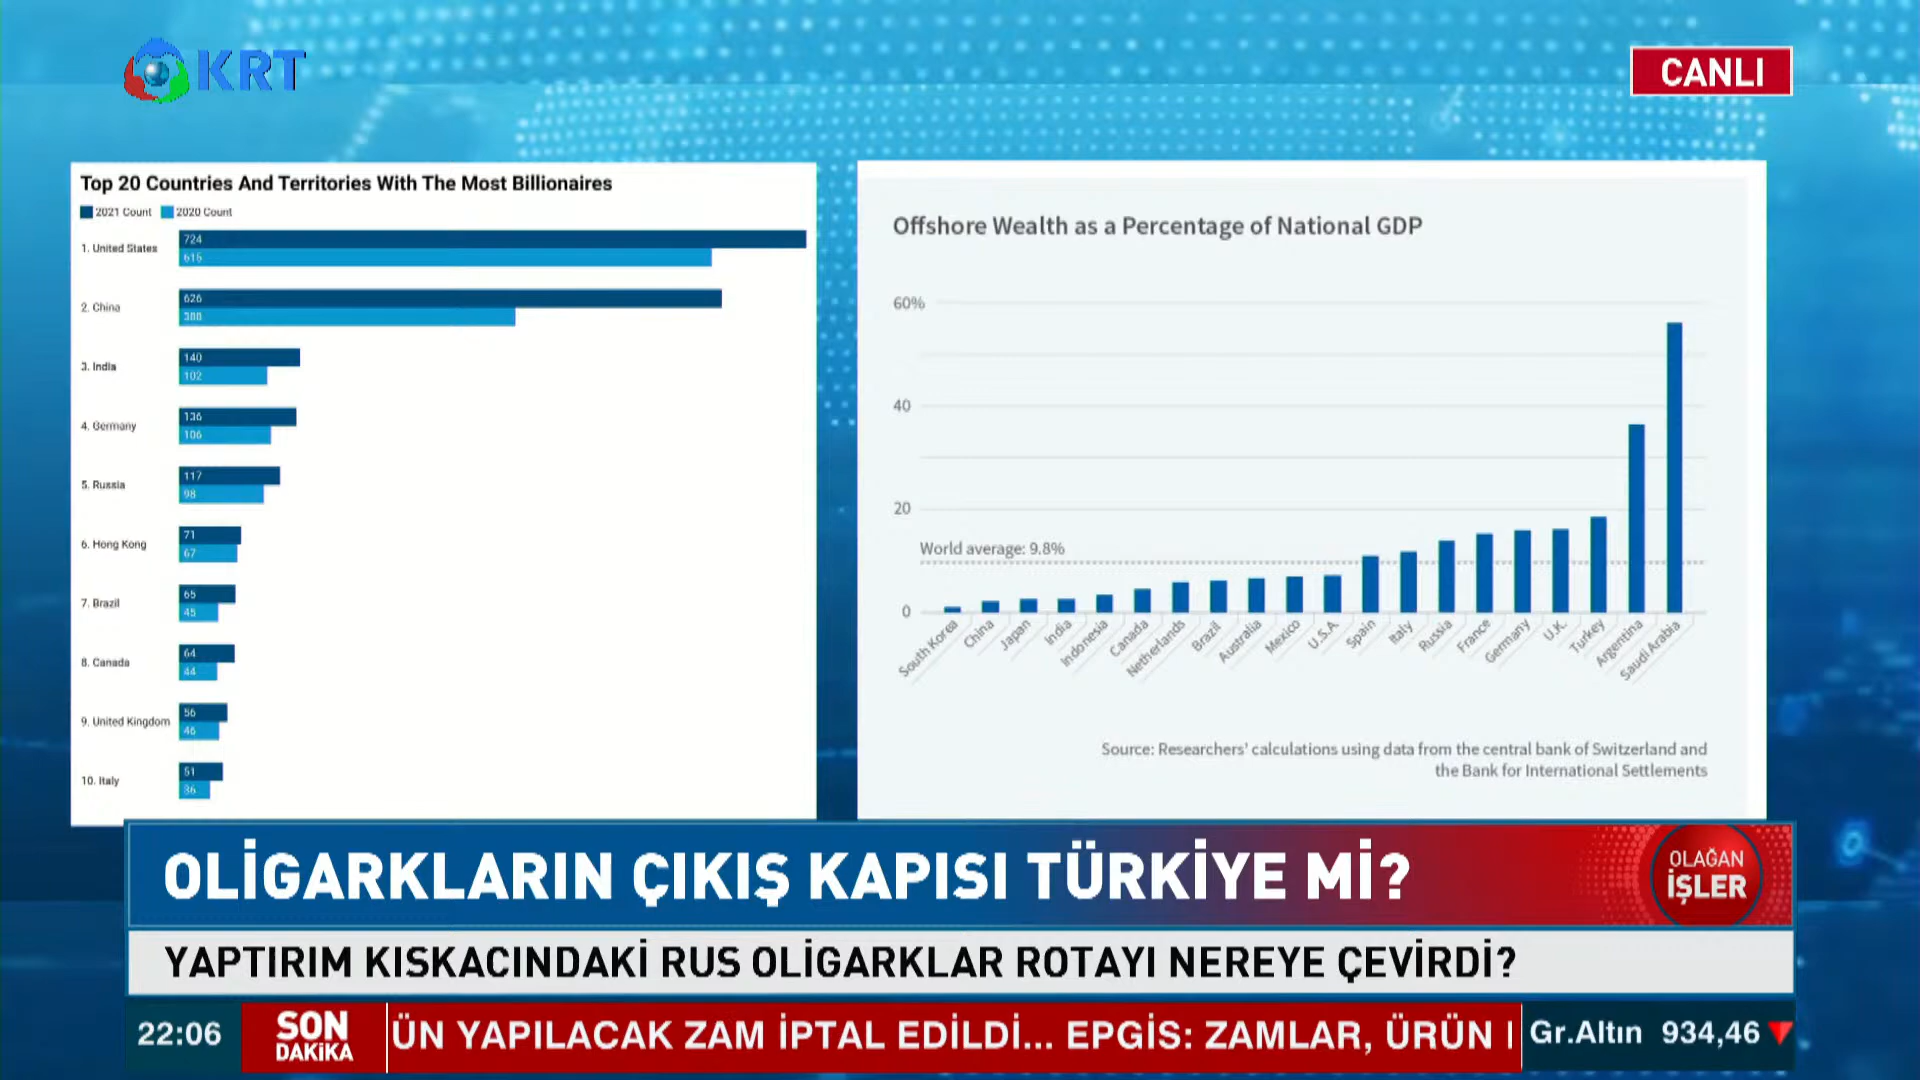 KRT
CANLI
Top 20 Countries And Territories With The Most Billionaires
2021 Count 2020 Count
1. United States 724 615
2. China 626 388
3. India 140 102
4. Germany 136 106
5. Russia 117 98
6. Hong Kong 71 67
7. Brazil 65 45
8. Canada 64 44
9. United Kingdom 56 46
10. Italy 51 36
Offshore Wealth as a Percentage of National GDP
60%
40
20
World average: 9.8%
0
South Korea China Japan India Indonesia Canada Netherlands Brazil Australia Mexico U.S.A. Spain Italy Russia France Germany U.K. Turkey Argentina Saudi Arabia
Source: Researchers' calculations using data from the central bank of Switzerland and
the Bank for International Settlements
OLİGARKLARIN ÇIKIŞ KAPISI TÜRKİYE Mİ?
OLAĞAN
İŞLER
YAPTIRIM KISKACINDAKİ RUS OLİGARKLAR ROTAYI NEREYE ÇEVİRDİ?
22:06
SON
DAKİKA
ÜN YAPILACAK ZAM İPTAL EDİLDİ... EPGİS: ZAMLAR, ÜRÜN
Gr.Altın 934,46